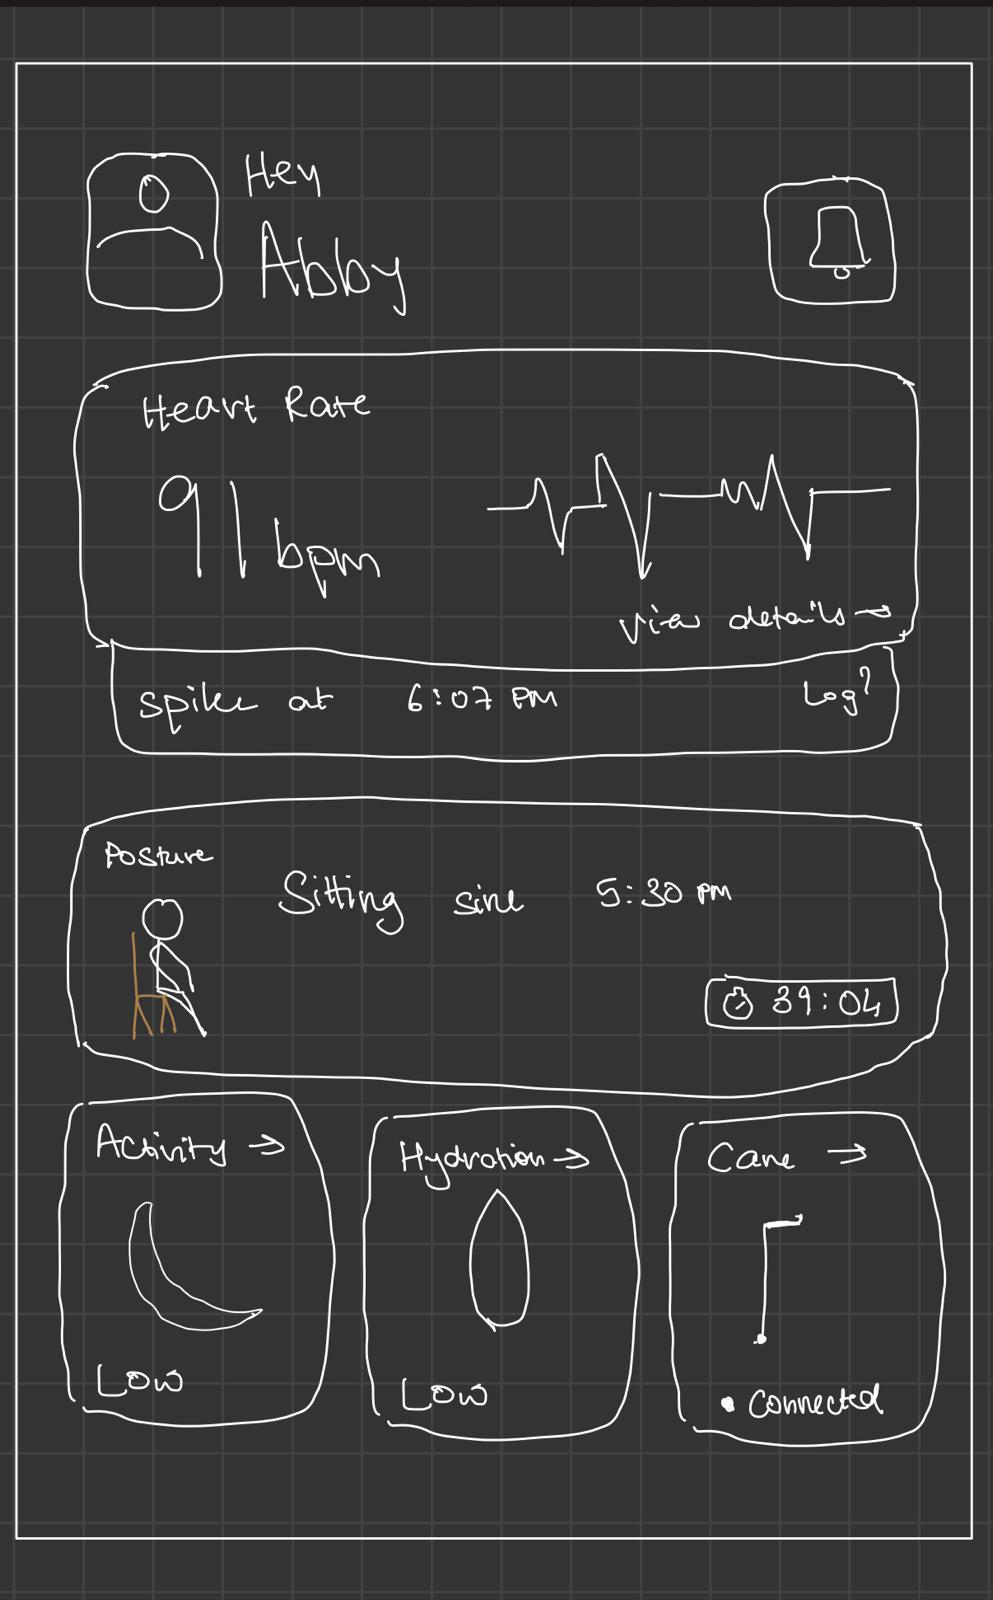 Hey
Abby
Heart Rate
91 bpm
View details →
spike at 6:07 PM Log?
Posture
Sitting sine 5:30 PM
39:04
Activity →
Hydration →
Cane →
Low
Low
• Connected